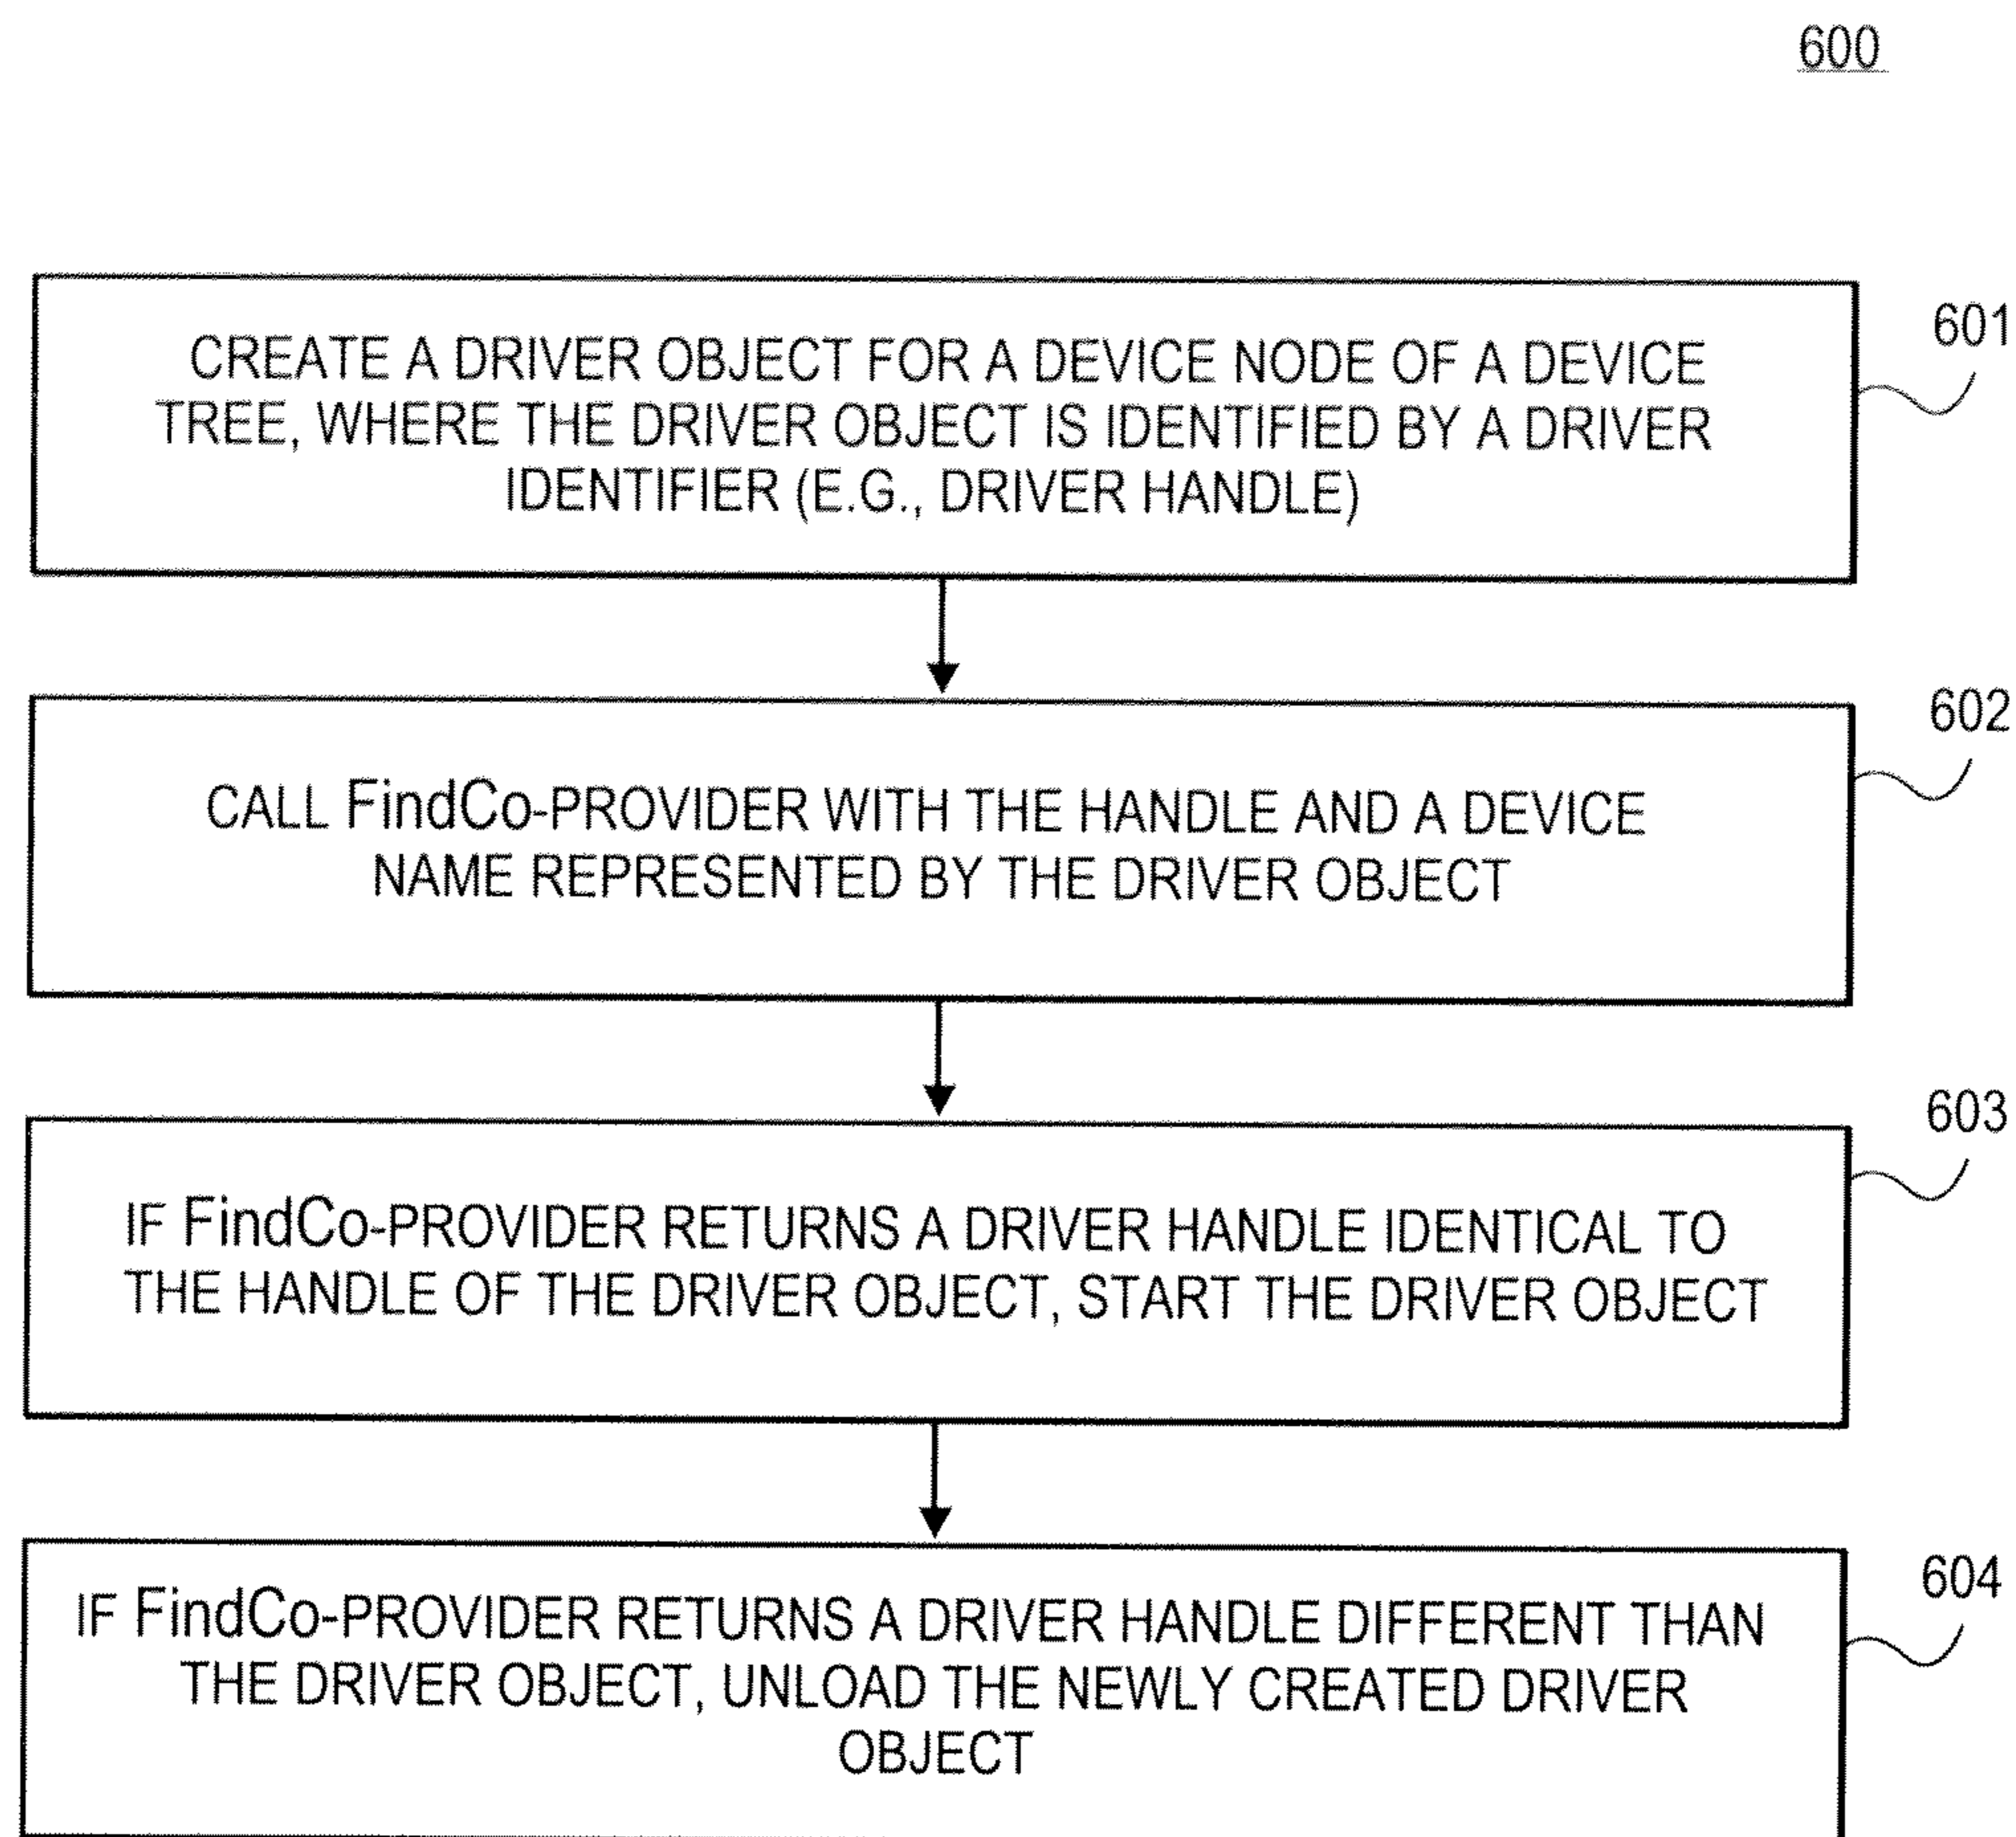 600
CREATE A DRIVER OBJECT FOR A DEVICE NODE OF A DEVICE
TREE, WHERE THE DRIVER OBJECT IS IDENTIFIED BY A DRIVER
IDENTIFIER (E.G., DRIVER HANDLE)
601
CALL FindCo-PROVIDER WITH THE HANDLE AND A DEVICE
NAME REPRESENTED BY THE DRIVER OBJECT
602
IF FindCo-PROVIDER RETURNS A DRIVER HANDLE IDENTICAL TO
THE HANDLE OF THE DRIVER OBJECT, START THE DRIVER OBJECT
603
IF FindCo-PROVIDER RETURNS A DRIVER HANDLE DIFFERENT THAN
THE DRIVER OBJECT, UNLOAD THE NEWLY CREATED DRIVER
OBJECT
604